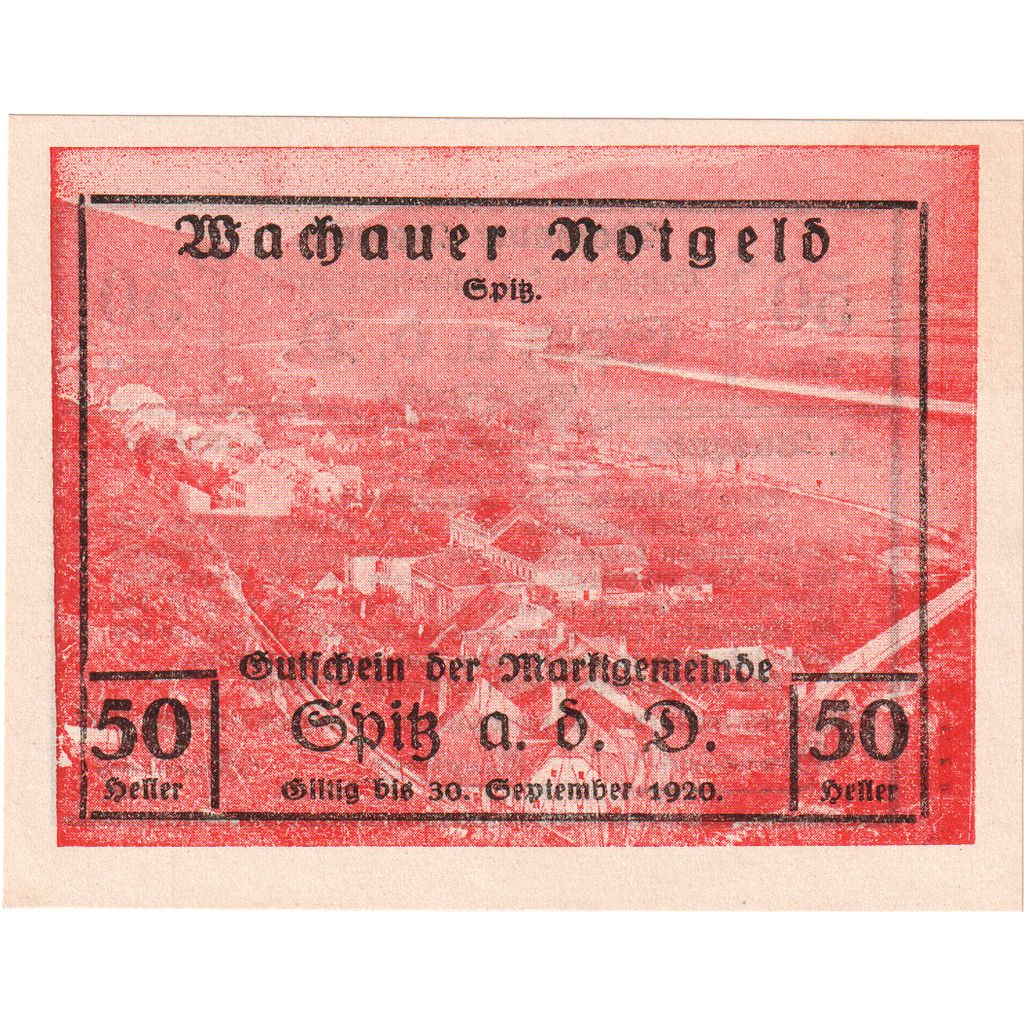 Wachauer Notgeld
Spitz.
Gutschein der Marktgemeinde
50 Spitz a. d. D. 50
Heller Giltig bis 30. September 1920. Heller